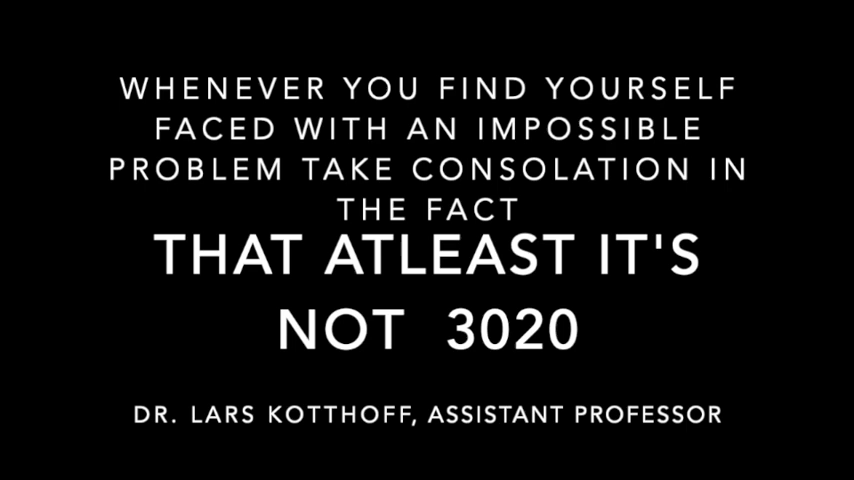 WHENEVER YOU FIND YOURSELF
FACED WITH AN IMPOSSIBLE
PROBLEM TAKE CONSOLATION IN
THE FACT
THAT ATLEAST IT'S
NOT 3020
DR. LARS KOTTHOFF, ASSISTANT PROFESSOR